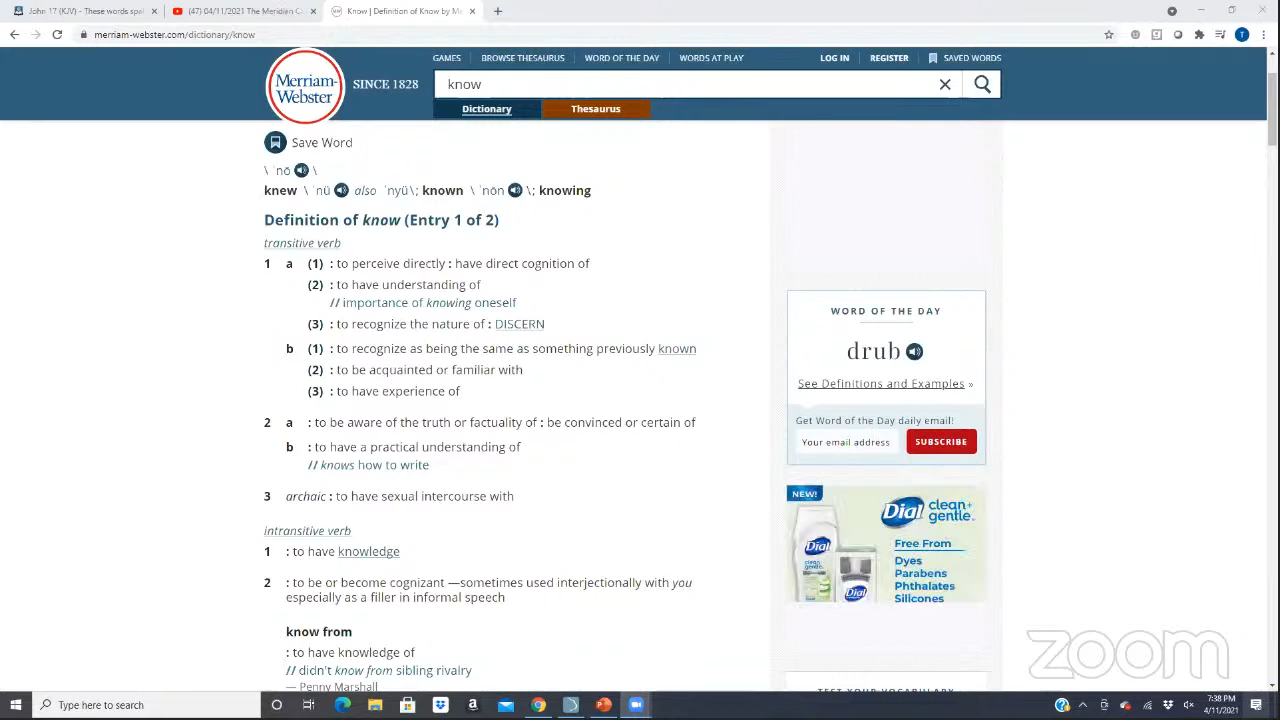 John 17 (KJV) - These words spal
(47) 04/11/2021 The Meridian C
Know | Definition of Know by Me
merriam-webster.com/dictionary/know
T
GAMES
BROWSE THESAURUS
WORD OF THE DAY
WORDS AT PLAY
LOG IN
REGISTER
SAVED WORDS
Merriam-
Webster
SINCE 1828
know
Dictionary
Thesaurus
Save Word
\ ˈnō \
knew \ ˈnü also ˈnyü\; known \ ˈnōn \; knowing
Definition of know (Entry 1 of 2)
transitive verb
1 a (1) : to perceive directly : have direct cognition of
(2) : to have understanding of
// importance of knowing oneself
(3) : to recognize the nature of : DISCERN
b (1) : to recognize as being the same as something previously known
(2) : to be acquainted or familiar with
(3) : to have experience of
2 a : to be aware of the truth or factuality of : be convinced or certain of
b : to have a practical understanding of
// knows how to write
3 archaic : to have sexual intercourse with
intransitive verb
1 : to have knowledge
2 : to be or become cognizant —sometimes used interjectionally with you
especially as a filler in informal speech
know from
: to have knowledge of
// didn't know from sibling rivalry
— Penny Marshall
WORD OF THE DAY
drub
See Definitions and Examples »
Get Word of the Day daily email!
Your email address
SUBSCRIBE
NEW!
Dial clean+
gentle
Free From
Dyes
Parabens
Phthalates
Silicones
Dial
clean+
gentle
Dial
TEST YOUR VOCABULARY
zoom
Type here to search
7:38 PM
4/11/2021